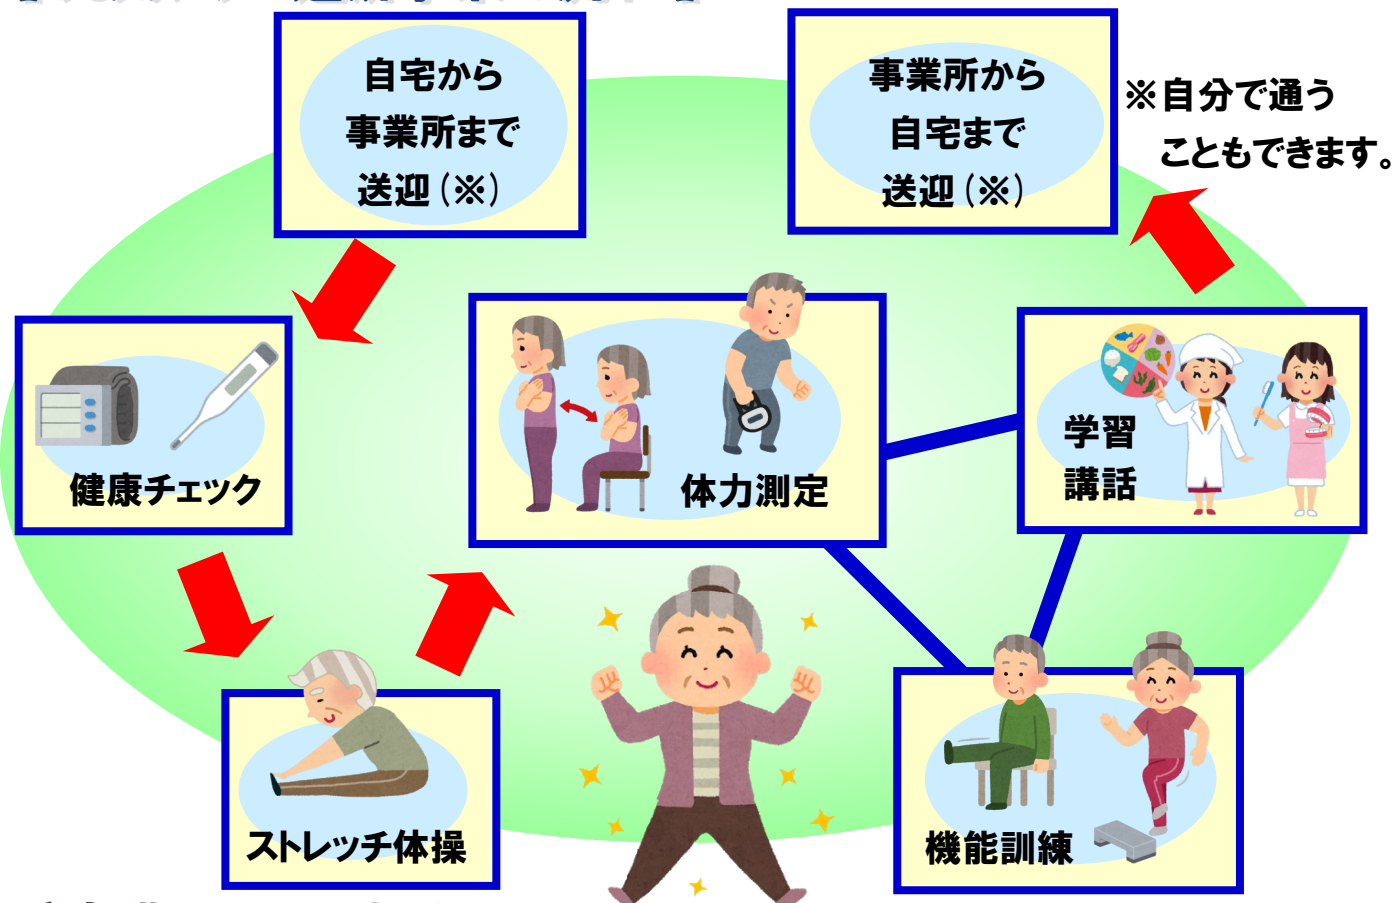 自宅から
事業所まで
送迎(※)
事業所から
自宅まで
送迎(※)
※自分で通う
こともできます。
健康チェック
体力測定
学習
講話
ストレッチ体操
機能訓練